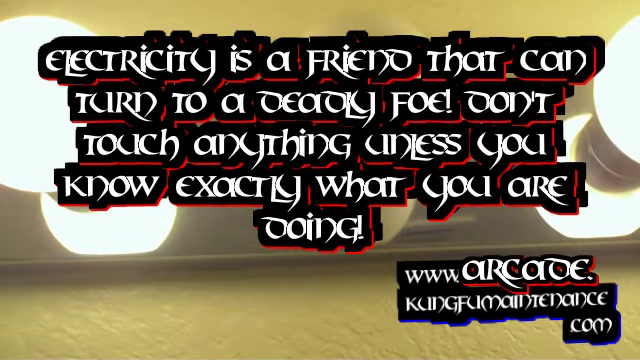 Electricity is a friend that can
turn to a deadly foe! Don't
touch anything unless you
know exactly what you are
doing!
www.arcade.
kungfumaintenance
.com